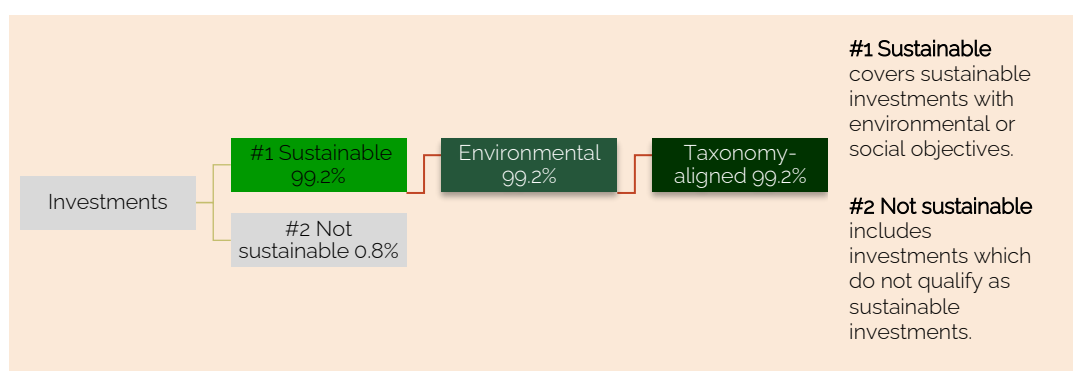 Investments
#1 Sustainable
99.2%
#2 Not
sustainable 0.8%
Environmental
99.2%
Taxonomy-
aligned 99.2%
#1 Sustainable
covers sustainable
investments with
environmental or
social objectives.
#2 Not sustainable
includes
investments which
do not qualify as
sustainable
investments.